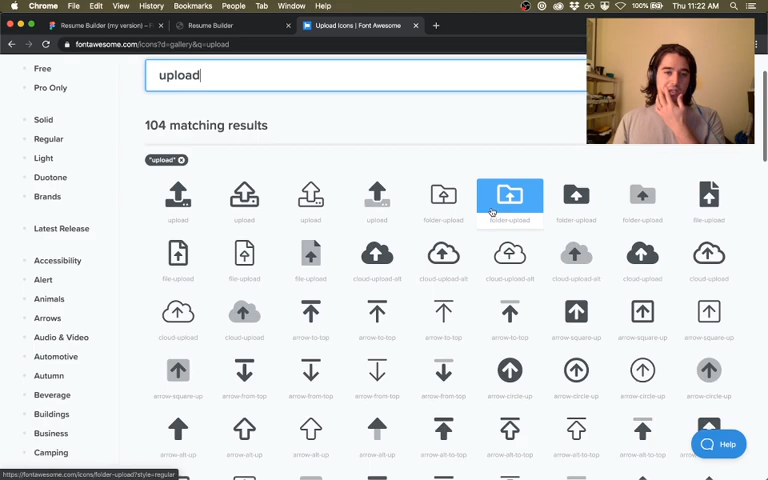 Chrome File Edit View History Bookmarks People Tab Window Help 100% Thu 11:22 AM
Resume Builder (my version) – F Resume Builder Upload Icons | Font Awesome
fontawesome.com/icons?d=gallery&q=upload
Free
Pro Only
Solid
Regular
Light
Duotone
Brands
Latest Release
Accessibility
Alert
Animals
Arrows
Audio & Video
Automotive
Autumn
Beverage
Buildings
Business
Camping
upload
104 matching results
"upload"
upload upload upload upload folder-upload folder-upload folder-upload folder-upload file-upload
file-upload file-upload file-upload cloud-upload-alt cloud-upload-alt cloud-upload-alt cloud-upload-alt cloud-upload cloud-upload
cloud-upload cloud-upload arrow-to-top arrow-to-top arrow-to-top arrow-to-top arrow-square-up arrow-square-up arrow-square-up
arrow-square-up arrow-from-top arrow-from-top arrow-from-top arrow-from-top arrow-circle-up arrow-circle-up arrow-circle-up arrow-circle-up
arrow-alt-up arrow-alt-up arrow-alt-up arrow-alt-up arrow-alt-to-top arrow-alt-to-top arrow-alt-to-top arrow-alt-to-top
Help
https://fontawesome.com/icons/folder-upload?style=regular